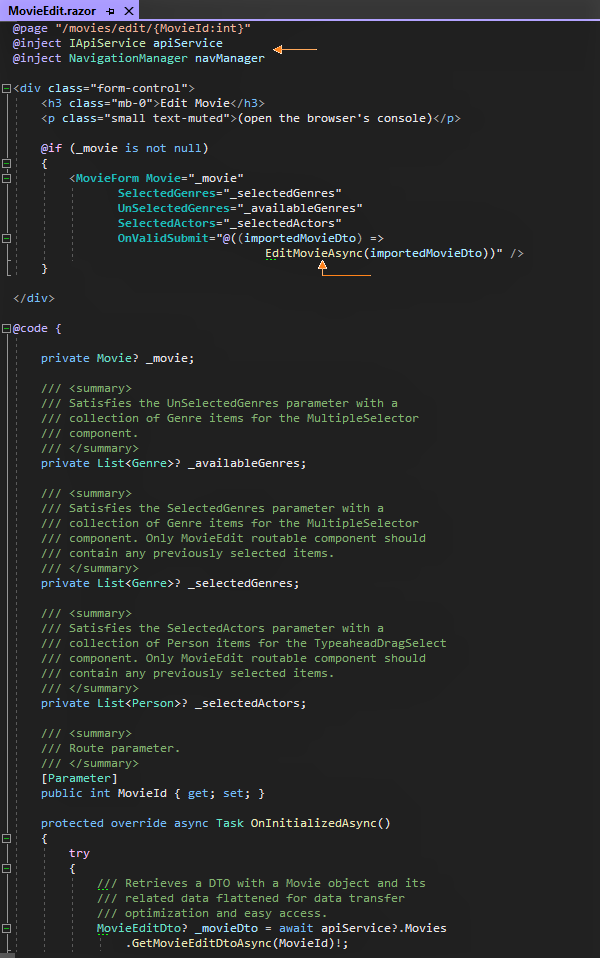 MovieEdit.razor
@page "/movies/edit/{MovieId:int}"
@inject IApiService apiService
@inject NavigationManager navManager
<div class="form-control">
<h3 class="mb-0">Edit Movie</h3>
<p class="small text-muted">(open the browser's console)</p>
@if (_movie is not null)
{
<MovieForm Movie="_movie"
SelectedGenres="_selectedGenres"
UnSelectedGenres="_availableGenres"
SelectedActors="_selectedActors"
OnValidSubmit="@((importedMovieDto) =>
EditMovieAsync(importedMovieDto))" />
}
</div>
@code {
private Movie? _movie;
/// <summary>
/// Satisfies the UnSelectedGenres parameter with a
/// collection of Genre items for the MultipleSelector
/// component.
/// </summary>
private List<Genre>? _availableGenres;
/// <summary>
/// Satisfies the SelectedGenres parameter with a
/// collection of Genre items for the MultipleSelector
/// component. Only MovieEdit routable component should
/// contain any previously selected items.
/// </summary>
private List<Genre>? _selectedGenres;
/// <summary>
/// Satisfies the SelectedActors parameter with a
/// collection of Person items for the TypeaheadDragSelect
/// component. Only MovieEdit routable component should
/// contain any previously selected items.
/// </summary>
private List<Person>? _selectedActors;
/// <summary>
/// Route parameter.
/// </summary>
[Parameter]
public int MovieId { get; set; }
protected override async Task OnInitializedAsync()
{
try
{
/// Retrieves a DTO with a Movie object and its
/// related data flattened for data transfer
/// optimization and easy access.
MovieEditDto? _movieDto = await apiService?.Movies
.GetMovieEditDtoAsync(MovieId)!;